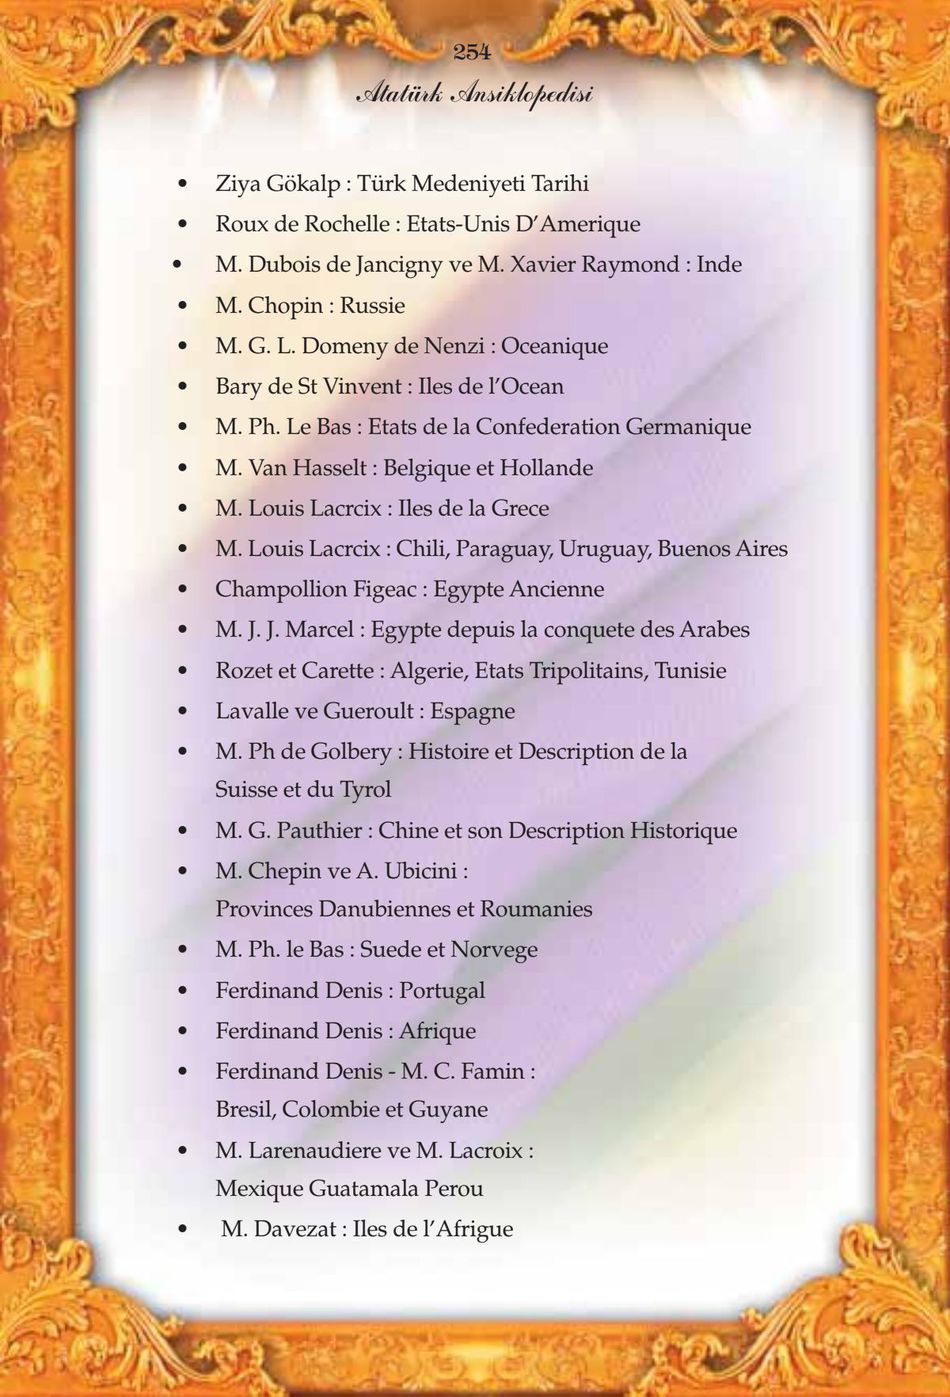 254
Atatürk Ansiklopedisi
• Ziya Gökalp : Türk Medeniyeti Tarihi
• Roux de Rochelle : Etats-Unis D’Amerique
• M. Dubois de Jancigny ve M. Xavier Raymond : Inde
• M. Chopin : Russie
• M. G. L. Domeny de Nenzi : Oceanique
• Bary de St Vinvent : Iles de l’Ocean
• M. Ph. Le Bas : Etats de la Confederation Germanique
• M. Van Hasselt : Belgique et Hollande
• M. Louis Lacrcix : Iles de la Grece
• M. Louis Lacrcix : Chili, Paraguay, Uruguay, Buenos Aires
• Champollion Figeac : Egypte Ancienne
• M. J. J. Marcel : Egypte depuis la conquete des Arabes
• Rozet et Carette : Algerie, Etats Tripolitains, Tunisie
• Lavalle ve Gueroult : Espagne
• M. Ph de Golbery : Histoire et Description de la
Suisse et du Tyrol
• M. G. Pauthier : Chine et son Description Historique
• M. Chepin ve A. Ubicini :
Provinces Danubiennes et Roumanies
• M. Ph. le Bas : Suede et Norvege
• Ferdinand Denis : Portugal
• Ferdinand Denis : Afrique
• Ferdinand Denis - M. C. Famin :
Bresil, Colombie et Guyane
• M. Larenaudiere ve M. Lacroix :
Mexique Guatamala Perou
• M. Davezat : Iles de l’Afrigue